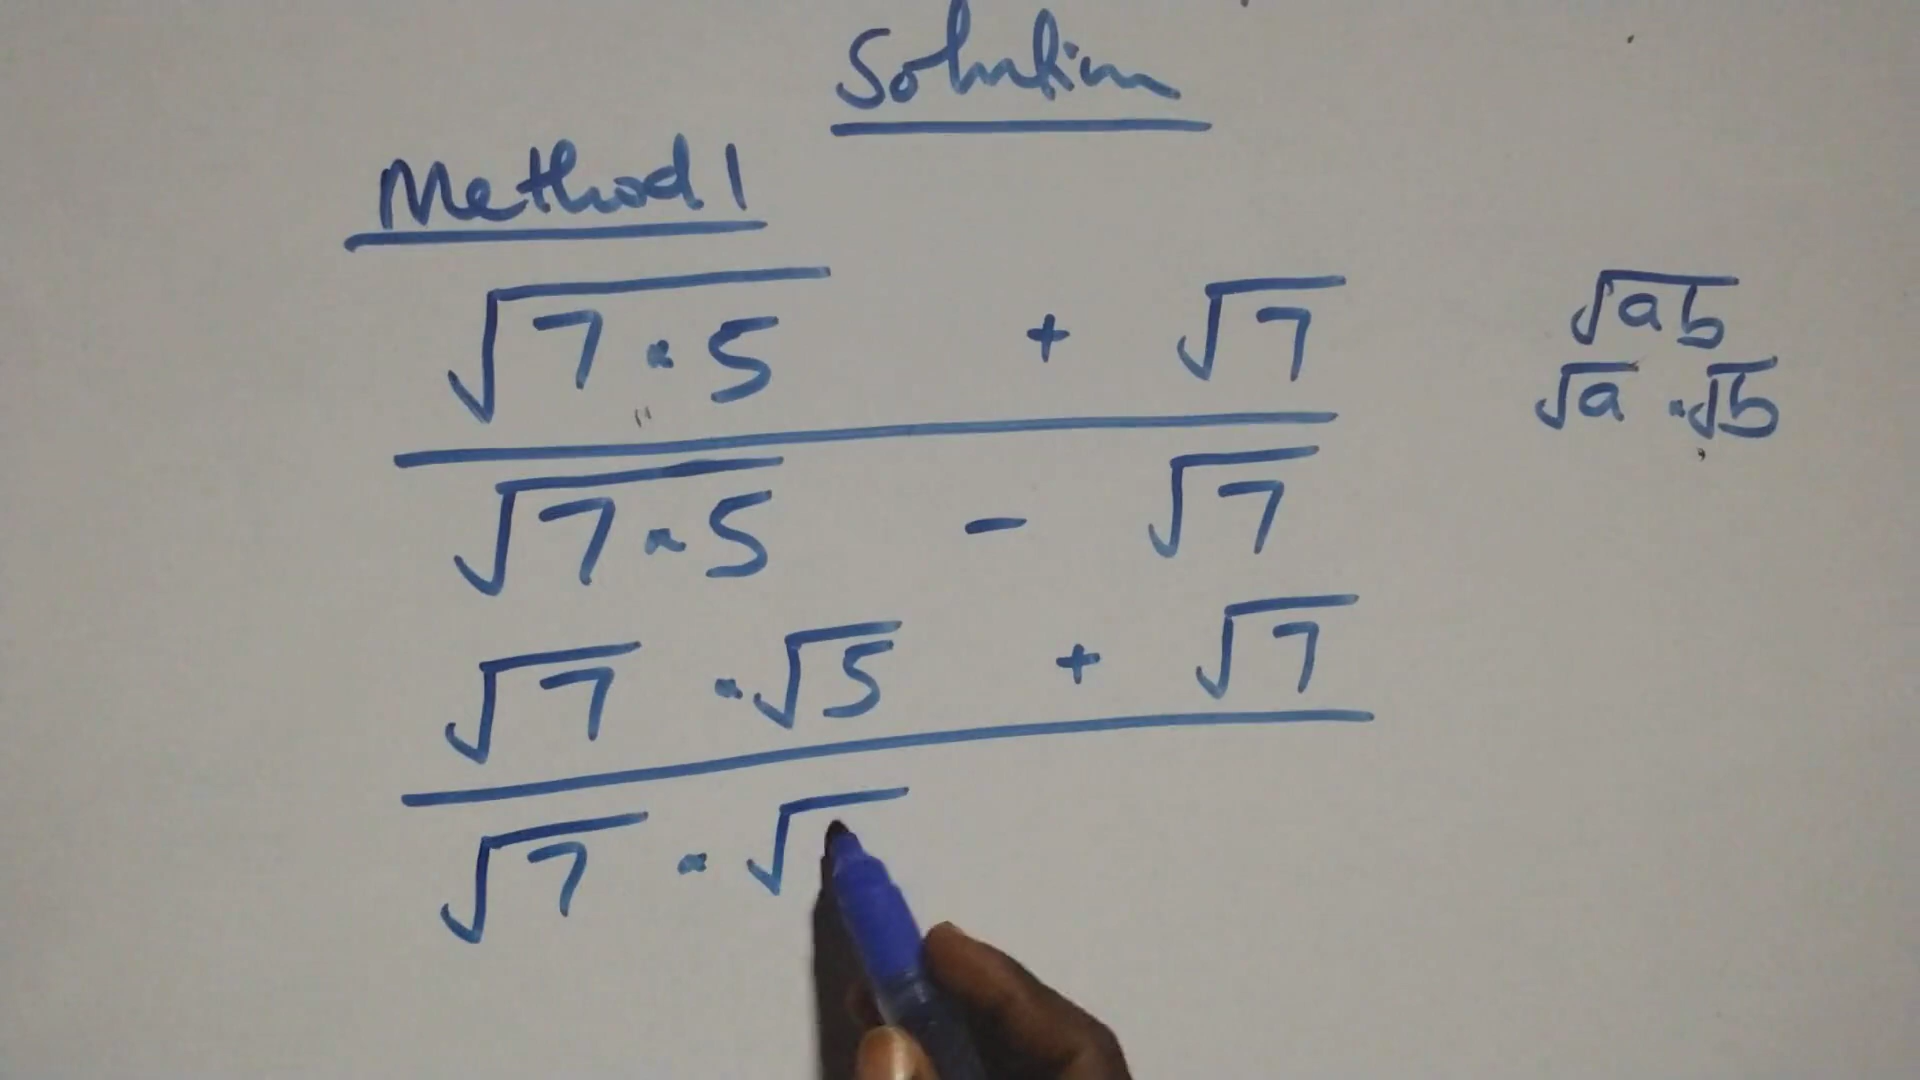 Solution
Method 1
√7·5 + √7
√ab
√a·√b
√7·5 - √7
√7 ·√5 + √7
√7 · √